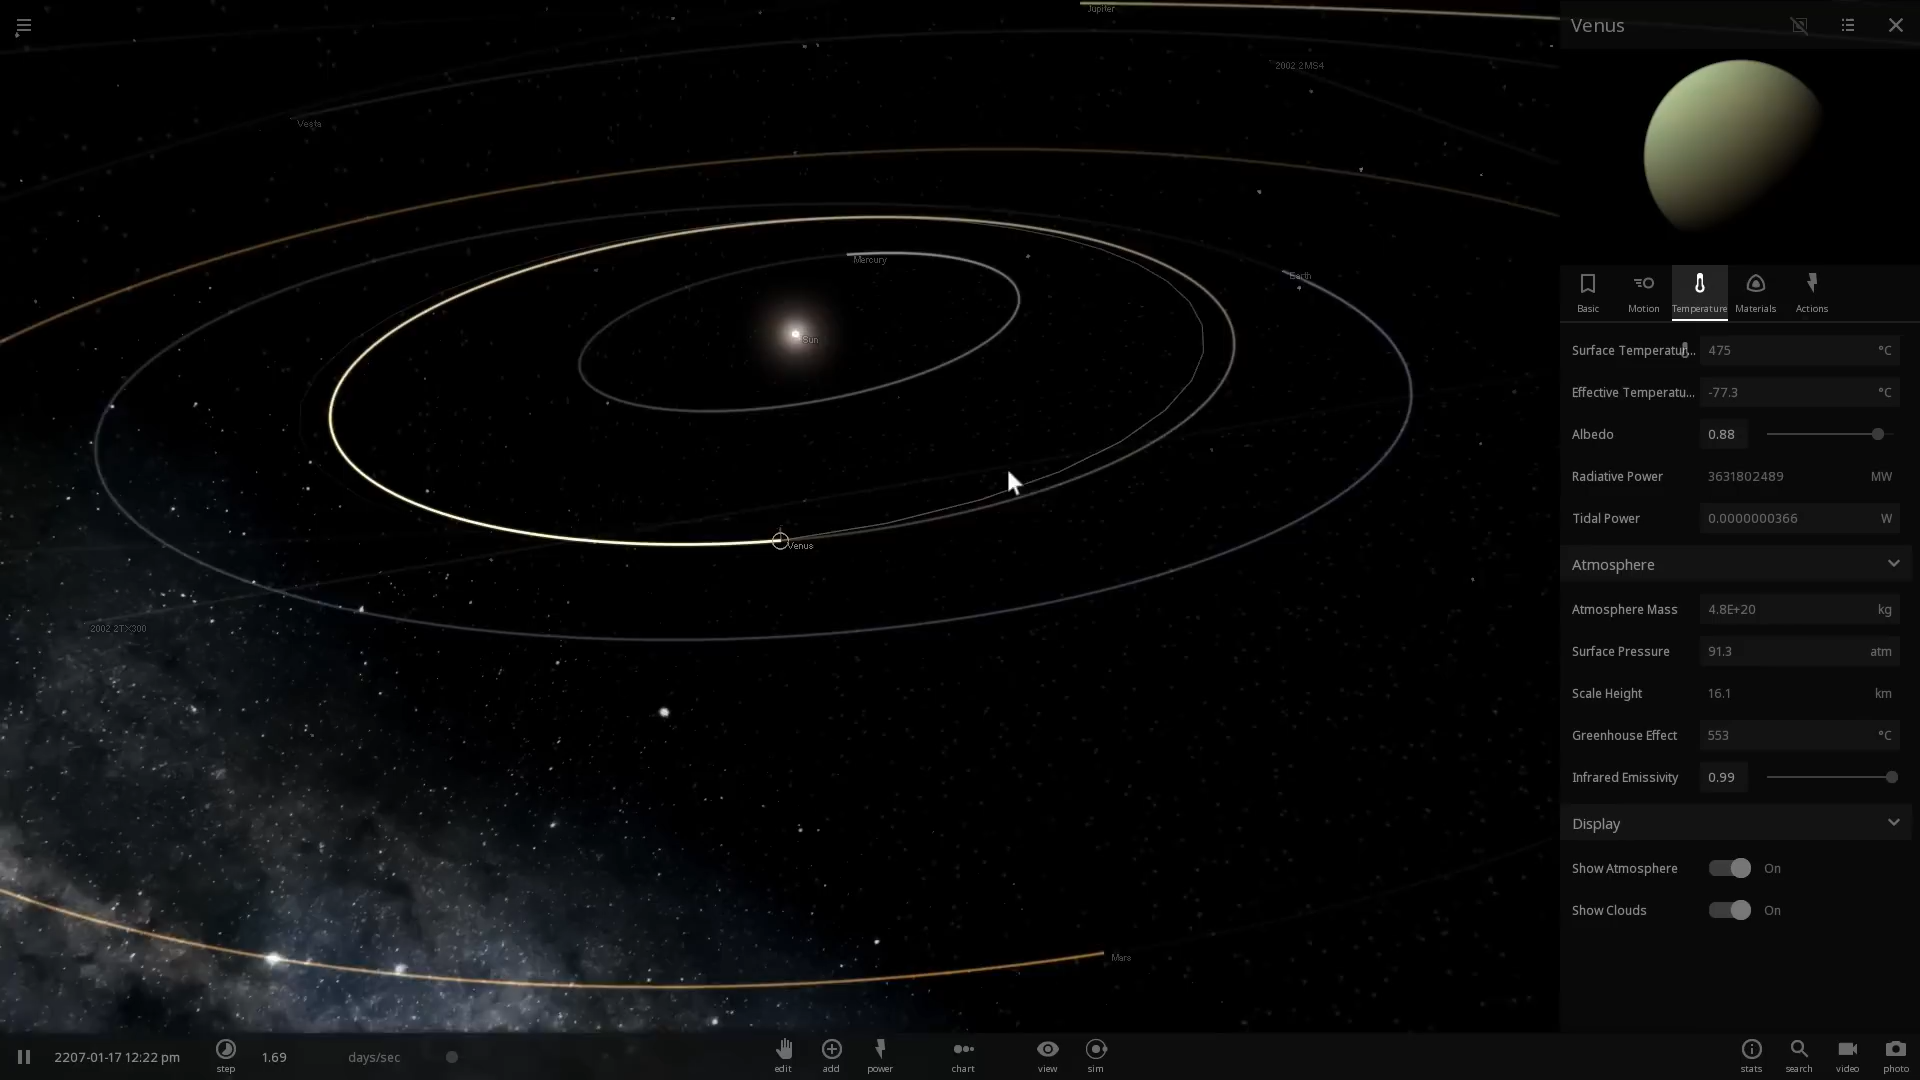 Jupiter
Venus
2002 2MS4
Vesta
Mercury
Earth
Sun
Basic Motion Temperature Materials Actions
Surface Temperatur... 475 °C
Effective Temperatu... -77.3 °C
Albedo 0.88
Radiative Power 3631802489 MW
Tidal Power 0.0000000366 W
Venus
Atmosphere
Atmosphere Mass 4.8E+20 kg
2002 2TX300
Surface Pressure 91.3 atm
Scale Height 16.1 km
Greenhouse Effect 553 °C
Infrared Emissivity 0.99
Display
Show Atmosphere On
Show Clouds On
Mars
2207-01-17 12:22 pm step 1.69 days/sec edit add power chart view sim stats search video photo